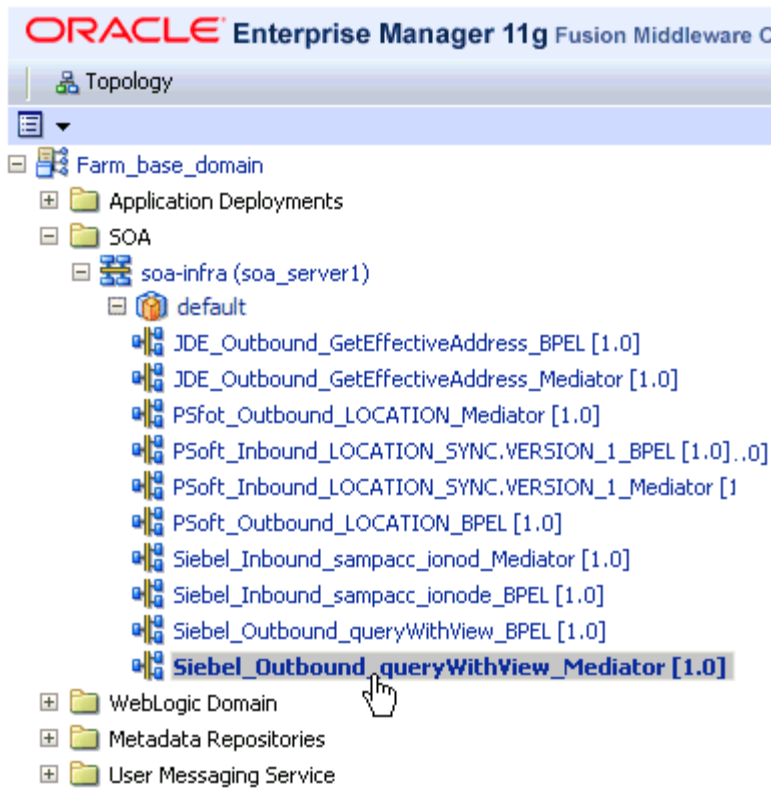 ORACLE Enterprise Manager 11g Fusion Middleware C
Topology
Farm_base_domain
Application Deployments
SOA
soa-infra (soa_server1)
default
JDE_Outbound_GetEffectiveAddress_BPEL [1.0]
JDE_Outbound_GetEffectiveAddress_Mediator [1.0]
PSfot_Outbound_LOCATION_Mediator [1.0]
PSoft_Inbound_LOCATION_SYNC.VERSION_1_BPEL [1.0]..0]
PSoft_Inbound_LOCATION_SYNC.VERSION_1_Mediator [1
PSoft_Outbound_LOCATION_BPEL [1.0]
Siebel_Inbound_sampacc_ionod_Mediator [1.0]
Siebel_Inbound_sampacc_ionode_BPEL [1.0]
Siebel_Outbound_queryWithView_BPEL [1.0]
Siebel_Outbound_queryWithView_Mediator [1.0]
WebLogic Domain
Metadata Repositories
User Messaging Service